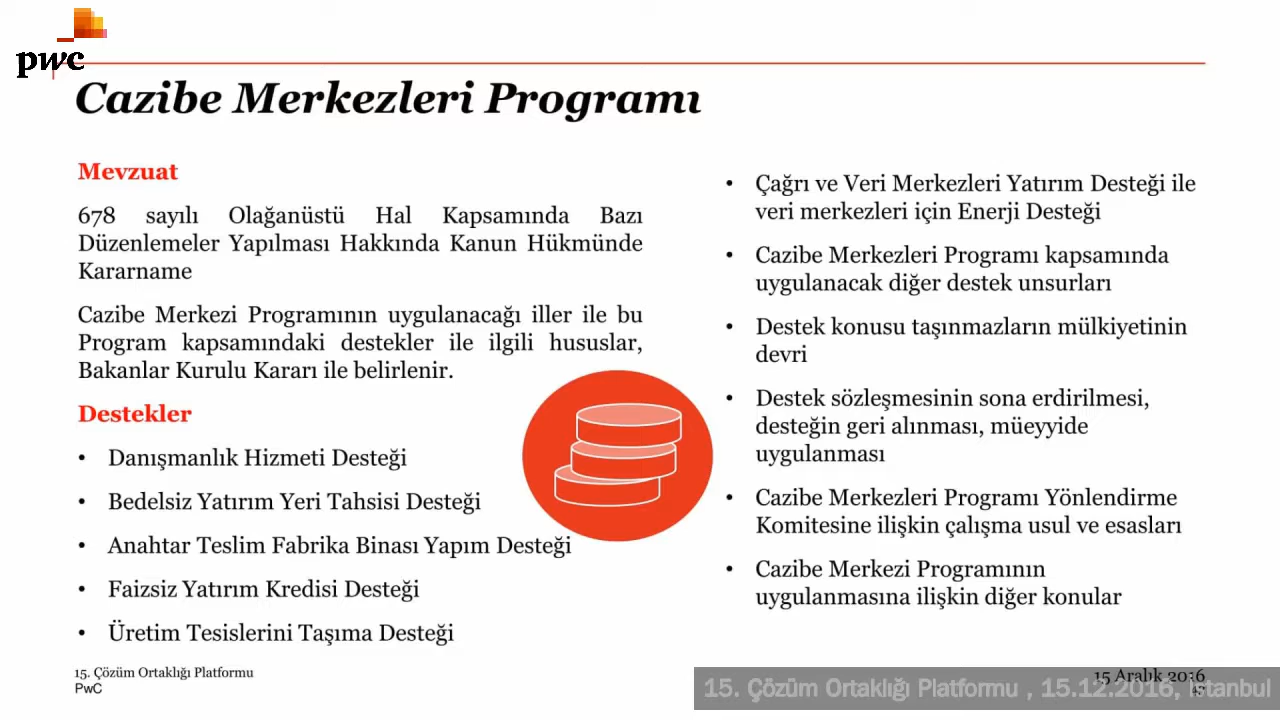 pwc
Cazibe Merkezleri Programı
Mevzuat
678 sayılı Olağanüstü Hal Kapsamında Bazı
Düzenlemeler Yapılması Hakkında Kanun Hükmünde
Kararname
Cazibe Merkezi Programının uygulanacağı iller ile bu
Program kapsamındaki destekler ile ilgili hususlar,
Bakanlar Kurulu Kararı ile belirlenir.
Destekler
• Danışmanlık Hizmeti Desteği
• Bedelsiz Yatırım Yeri Tahsisi Desteği
• Anahtar Teslim Fabrika Binası Yapım Desteği
• Faizsiz Yatırım Kredisi Desteği
• Üretim Tesislerini Taşıma Desteği
• Çağrı ve Veri Merkezleri Yatırım Desteği ile
veri merkezleri için Enerji Desteği
• Cazibe Merkezleri Programı kapsamında
uygulanacak diğer destek unsurları
• Destek konusu taşınmazların mülkiyetinin
devri
• Destek sözleşmesinin sona erdirilmesi,
desteğin geri alınması, müeyyide
uygulanması
• Cazibe Merkezleri Programı Yönlendirme
Komitesine ilişkin çalışma usul ve esasları
• Cazibe Merkezi Programının
uygulanmasına ilişkin diğer konular
15. Çözüm Ortaklığı Platformu
PwC
15 Aralık 2016
15. Çözüm Ortaklığı Platformu , 15.12.2016, İstanbul